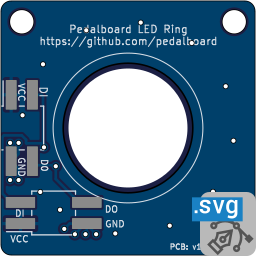 Pedalboard LED Ring
https://github.com/pedalboard
VCC
DI
GND
DO
DI
DO
GND
VCC
.svg
PCB: v1